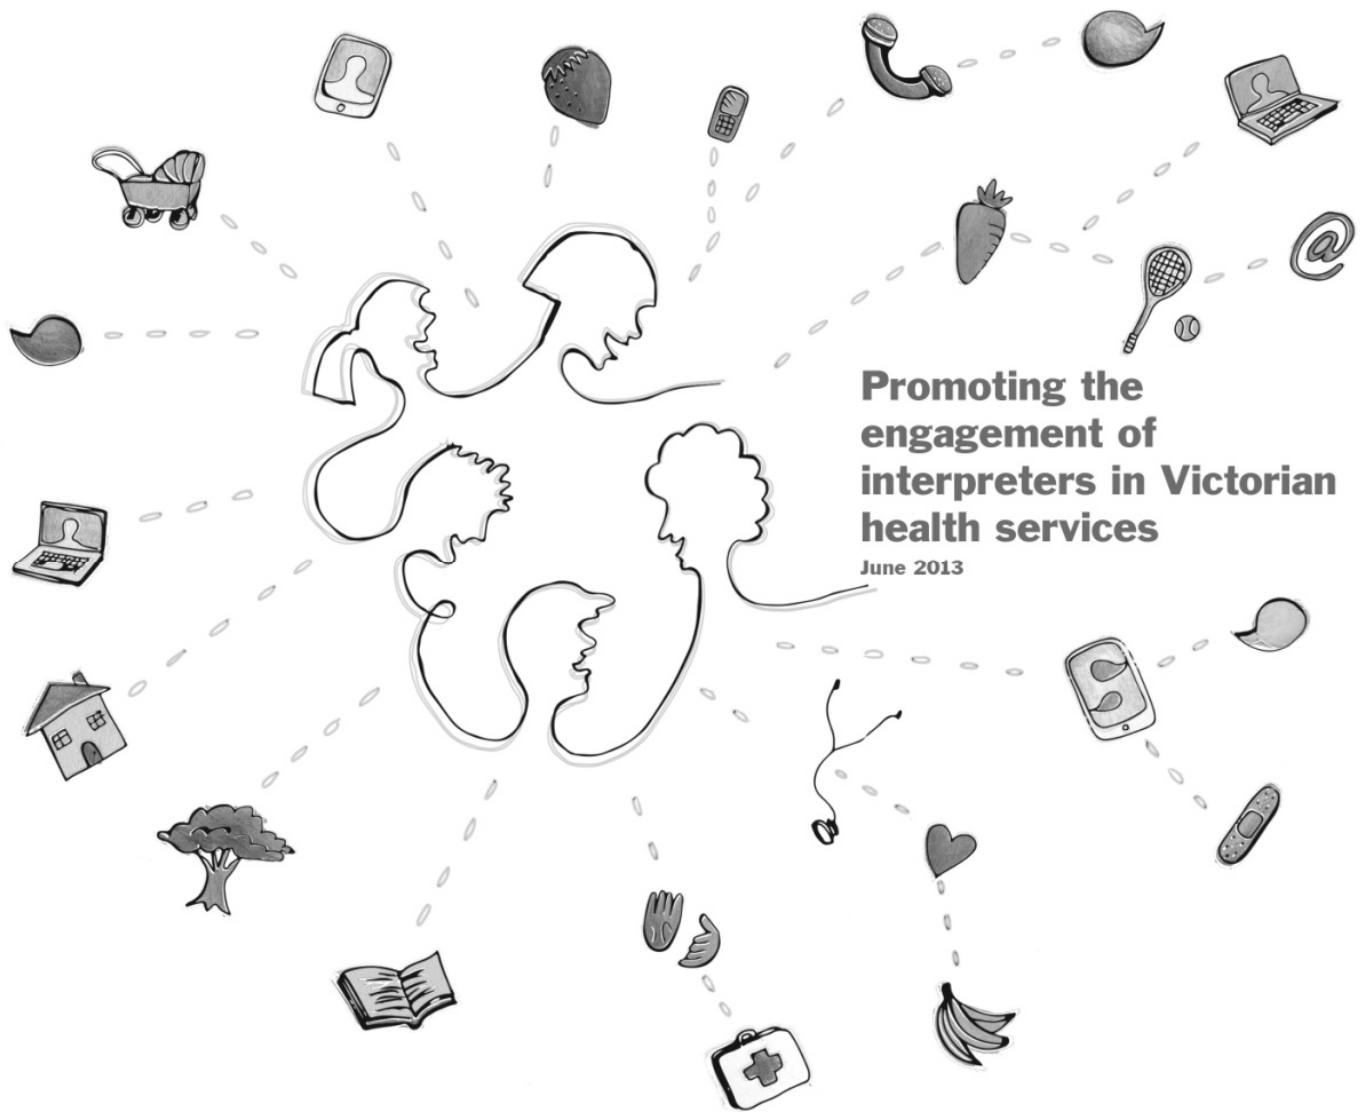 @
Promoting the
engagement of
interpreters in Victorian
health services
June 2013